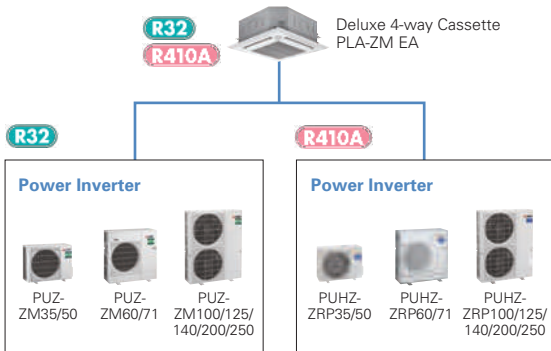 R32
R410A
Deluxe 4-way Cassette
PLA-ZM EA
R32
R410A
Power Inverter
PUZ-
ZM35/50
PUZ-
ZM60/71
PUZ-
ZM100/125/
140/200/250
Power Inverter
PUHZ-
ZRP35/50
PUHZ-
ZRP60/71
PUHZ-
ZRP100/125/
140/200/250